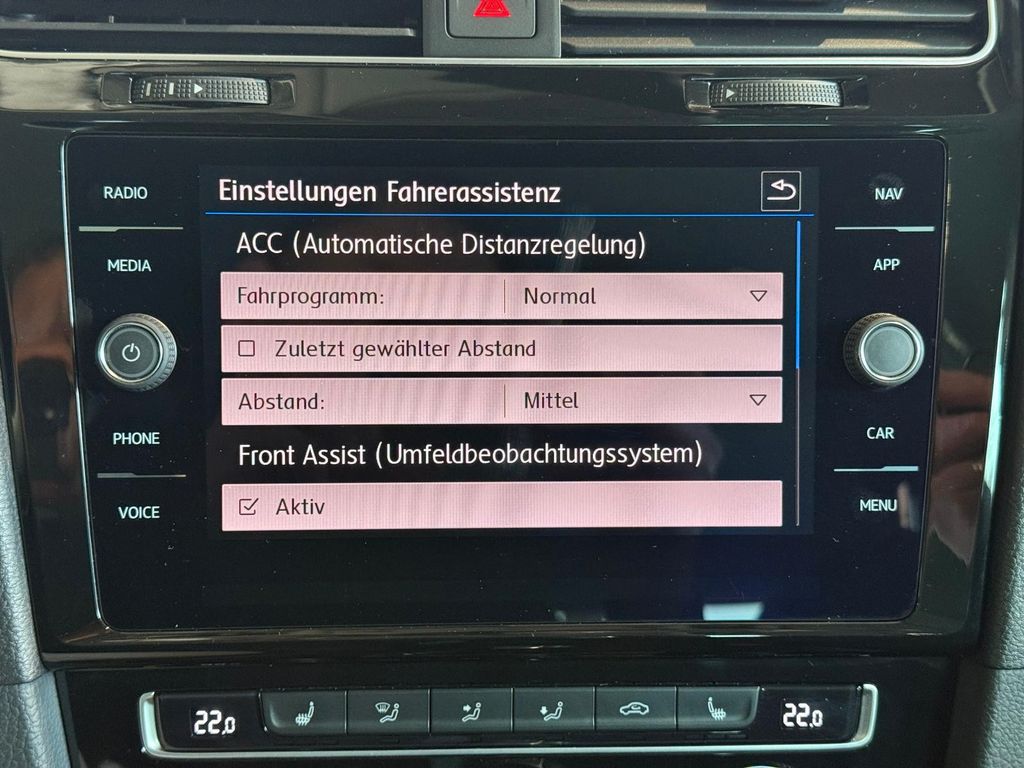 RADIO
MEDIA
PHONE
VOICE
Einstellungen Fahrerassistenz
ACC (Automatische Distanzregelung)
Fahrprogramm: Normal
Zuletzt gewählter Abstand
Abstand: Mittel
Front Assist (Umfeldbeobachtungssystem)
Aktiv
NAV
APP
CAR
MENU
22.0
22.0